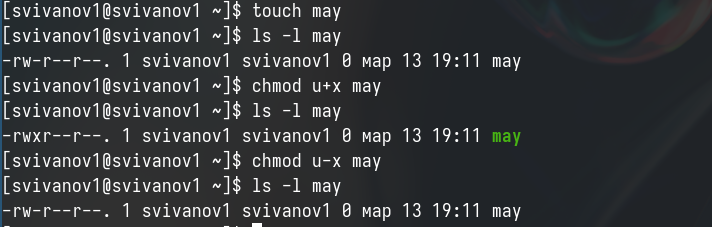 [svivanov1@svivanov1 ~]$ touch may
[svivanov1@svivanov1 ~]$ ls -l may
-rw-r--r--. 1 svivanov1 svivanov1 0 мар 13 19:11 may
[svivanov1@svivanov1 ~]$ chmod u+x may
[svivanov1@svivanov1 ~]$ ls -l may
-rwxr--r--. 1 svivanov1 svivanov1 0 мар 13 19:11 may
[svivanov1@svivanov1 ~]$ chmod u-x may
[svivanov1@svivanov1 ~]$ ls -l may
-rw-r--r--. 1 svivanov1 svivanov1 0 мар 13 19:11 may